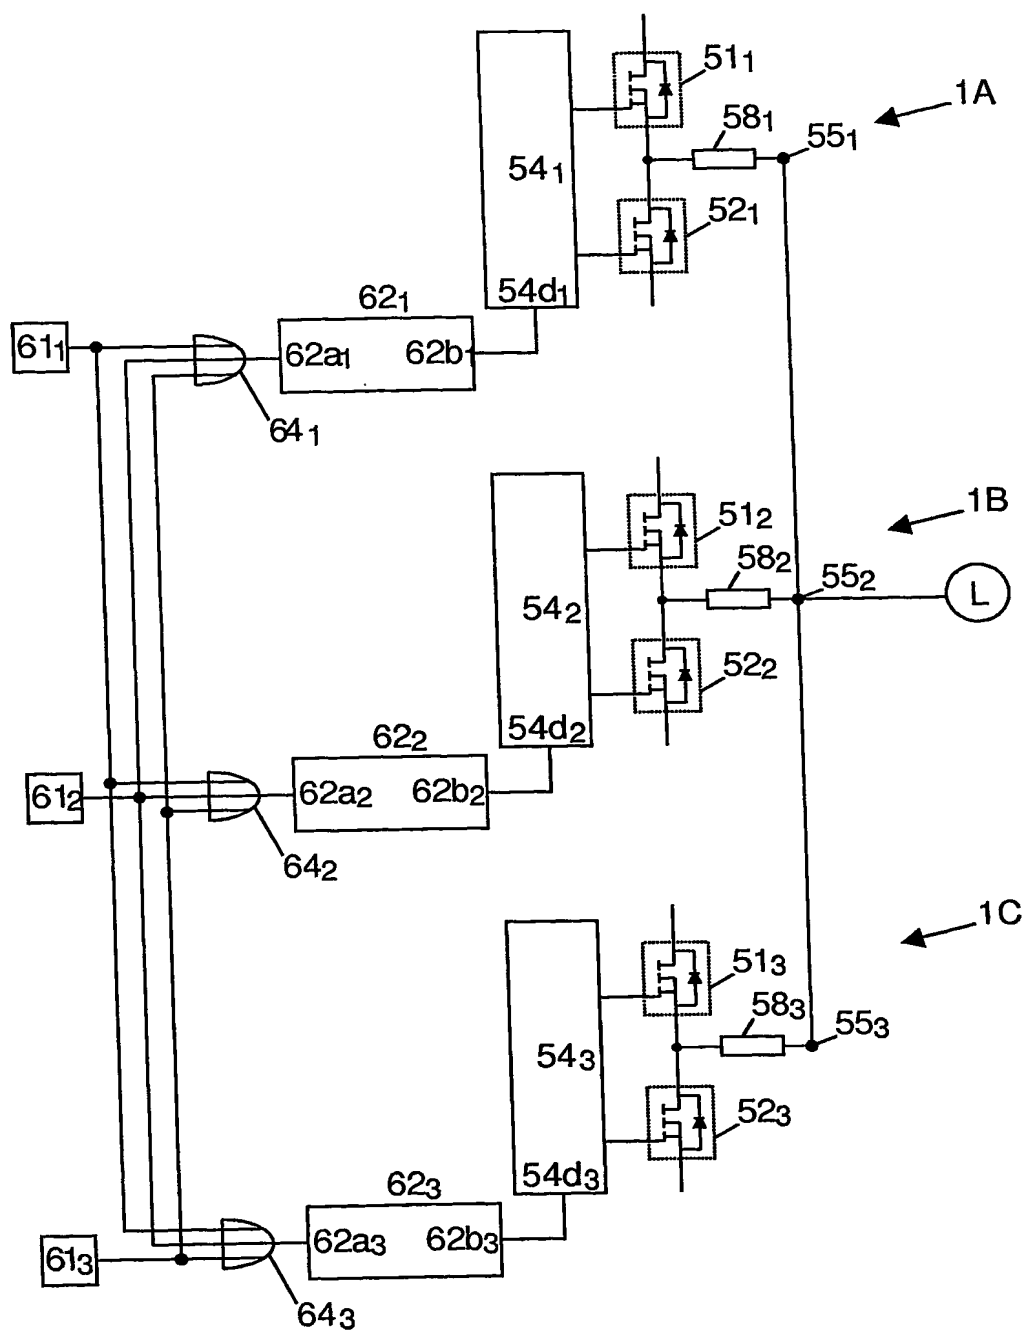 51₁
1A
58₁
55₁
54₁
52₁
54d₁
62₁
61₁
62a₁ 62b₁
64₁
51₂
1B
58₂
55₂
L
54₂
52₂
54d₂
62₂
61₂
62a₂ 62b₂
64₂
1C
51₃
58₃
55₃
54₃
52₃
54d₃
62₃
61₃
62a₃ 62b₃
64₃